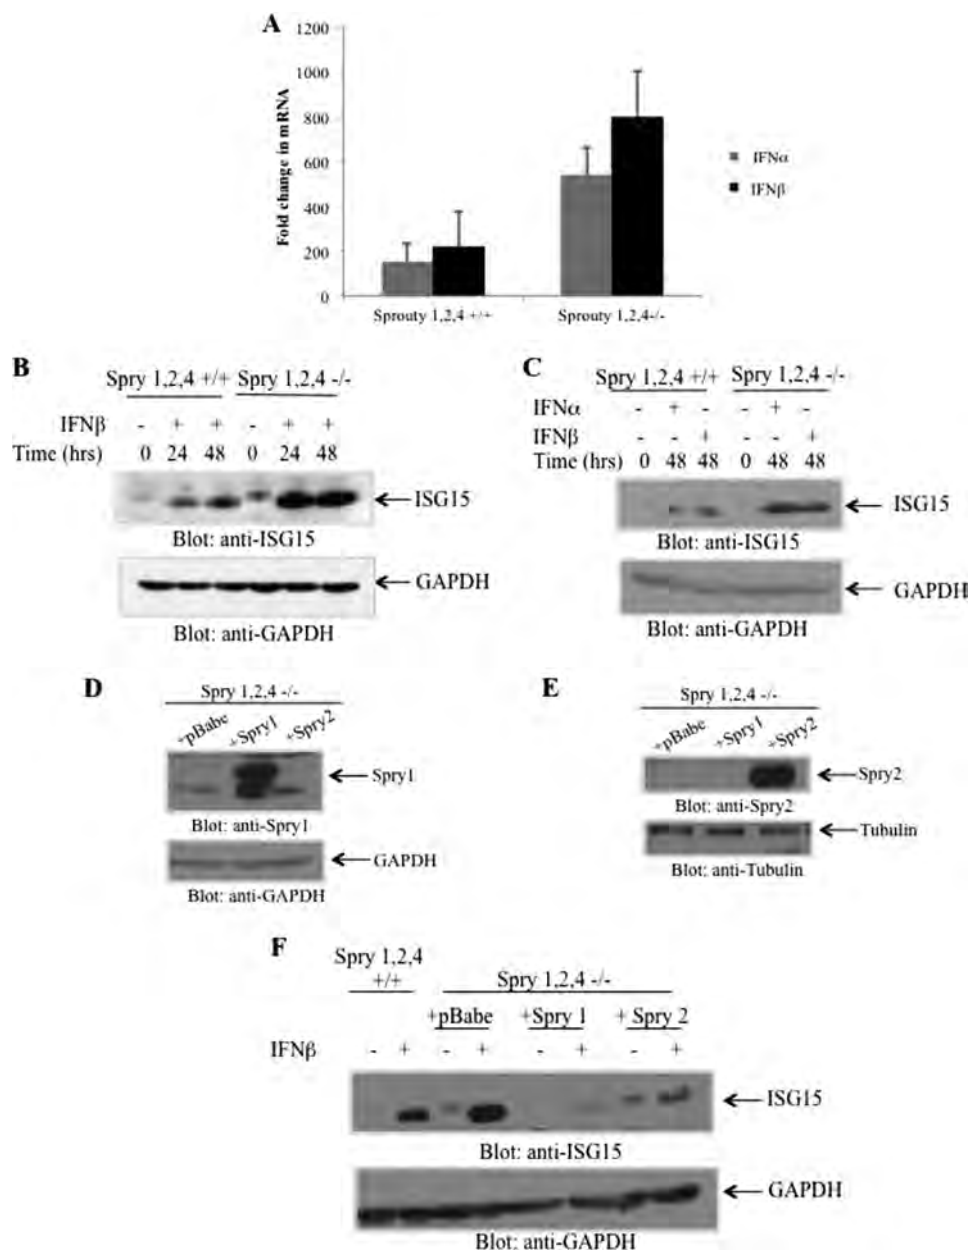 A
1200
1000
800
600
400
200
0
Fold change in mRNA
IFNα
IFNβ
Sprouty 1,2,4 +/+ Sprouty 1,2,4-/-
B
Spry 1,2,4 +/+ Spry 1,2,4 -/-
IFNβ - + + - + +
Time (hrs) 0 24 48 0 24 48
ISG15
Blot: anti-ISG15
GAPDH
Blot: anti-GAPDH
C
Spry 1,2,4 +/+ Spry 1,2,4 -/-
IFNα - + - - + -
IFNβ - - + - - +
Time (hrs) 0 48 48 0 48 48
ISG15
Blot: anti-ISG15
GAPDH
Blot: anti-GAPDH
D
Spry 1,2,4 -/-
+pBabe +Spry1 +Spry2
Spry1
Blot: anti-Spry1
GAPDH
Blot: anti-GAPDH
E
Spry 1,2,4 -/-
+pBabe +Spry1 +Spry2
Spry2
Blot: anti-Spry2
Tubulin
Blot: anti-Tubulin
F
Spry 1,2,4
+/+
Spry 1,2,4 -/-
+pBabe +Spry 1 + Spry 2
IFNβ - + - + - + - +
ISG15
Blot: anti-ISG15
GAPDH
Blot: anti-GAPDH